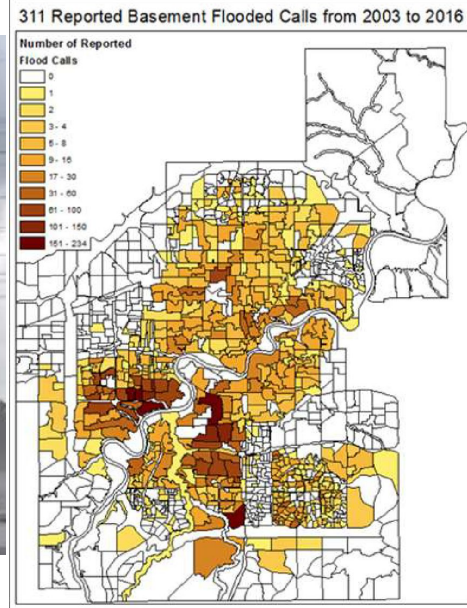 311 Reported Basement Flooded Calls from 2003 to 2016
Number of Reported
Flood Calls
0
1
2
3 - 4
5 - 8
9 - 16
17 - 30
31 - 60
61 - 100
101 - 150
151 - 234